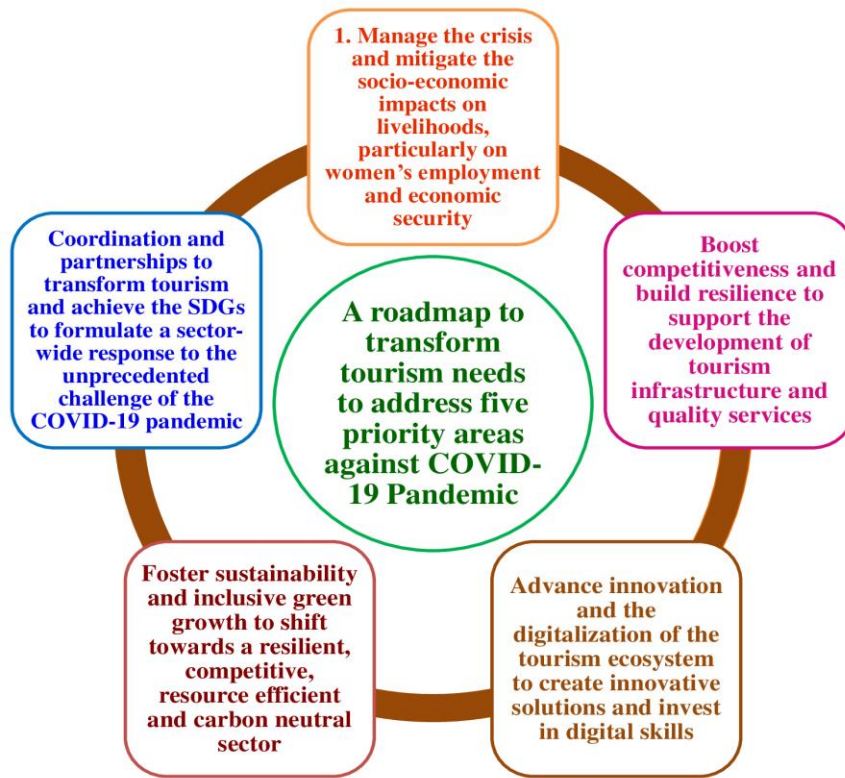 1. Manage the crisis
and mitigate the
socio-economic
impacts on
livelihoods,
particularly on
women's employment
and economic
security
Boost
competitiveness and
build resilience to
support the
development of
tourism
infrastructure and
quality services
Advance innovation
and the
digitalization of the
tourism ecosystem
to create innovative
solutions and invest
in digital skills
Foster sustainability
and inclusive green
growth to shift
towards a resilient,
competitive,
resource efficient
and carbon neutral
sector
Coordination and
partnerships to
transform tourism
and achieve the SDGs
to formulate a sector-
wide response to the
unprecedented
challenge of the
COVID-19 pandemic
A roadmap to
transform
tourism needs
to address five
priority areas
against COVID-
19 Pandemic